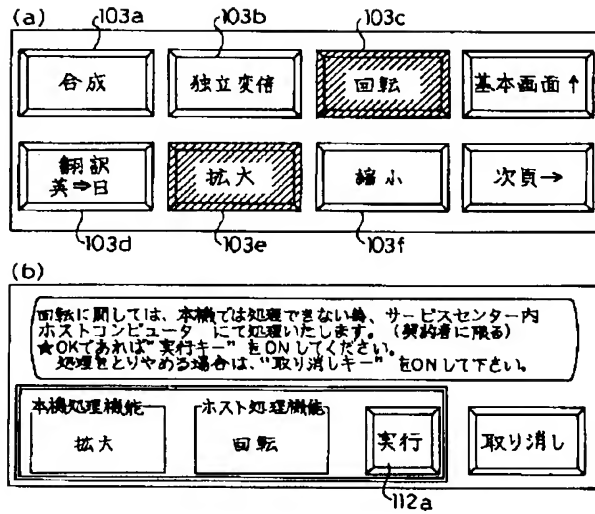 (a)
103a
103b
103c
合成
独立変倍
回転
基本画面↑
翻訳
英⇒日
拡大
縮小
次頁→
103d
103e
103f
(b)
回転に関しては、本機では処理できない為、サービスセンター内
ホストコンピュータ にて処理いたします。(契約者に限る)
★OKであれば"実行キー"をONしてください。
処理をとりやめる場合は、"取り消しキー"をONして下さい。
本機処理機能
ホスト処理機能
拡大
回転
実行
取り消し
112a